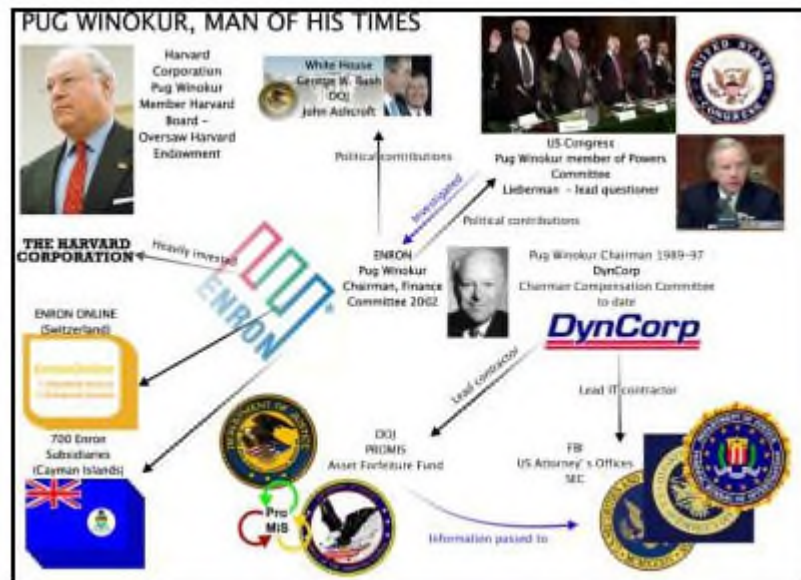 PUG WINOKUR, MAN OF HIS TIMES
Harvard
Corporation
Pug Winokur
Member Harvard
Board –
Oversaw Harvard
Endowment
White House
George W. Bush
DOJ
John Ashcroft
Political contributions
UNITED STATES
CONGRESS
US Congress
Pug Winokur member of Powers
Committee
Lieberman – lead questioner
Investigated
Political contributions
THE HARVARD
CORPORATION
Heavily invested
ENRON
ENRON
Pug Winokur
Chairman, Finance
Committee 2002
Pug Winokur Chairman 1989-97
DynCorp
Chairman Compensation Committee
to date
DynCorp
ENRON ONLINE
(Switzerland)
Lead contractor
Lead IT contractor
700 Enron
Subsidiaries
(Cayman Islands)
DOJ
PROMIS
Asset Forfeiture Fund
FBI
US Attorney's Offices
SEC
Pro
MIS
Information passed to